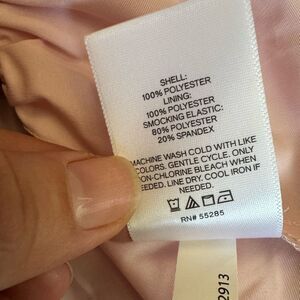 SHELL:
100% POLYESTER
LINING:
100% POLYESTER
SMOCKING ELASTIC:
80% POLYESTER
20% SPANDEX
MACHINE WASH COLD WITH LIKE
COLORS. GENTLE CYCLE. ONLY
NON-CHLORINE BLEACH WHEN
NEEDED. LINE DRY. COOL IRON IF
NEEDED.
RN# 55285
2913